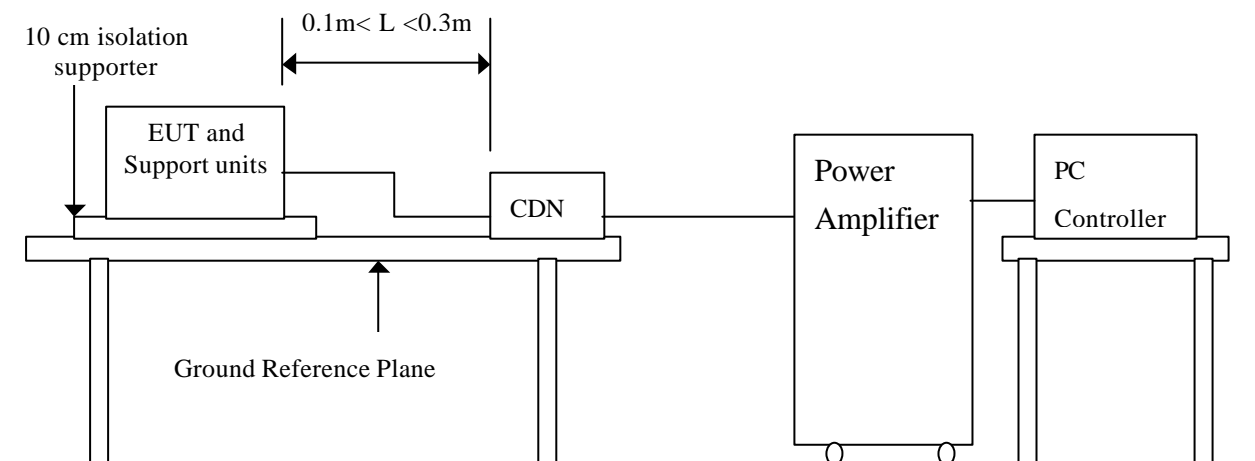 10 cm isolation
supporter
0.1m< L <0.3m
EUT and
Support units
CDN
Power
Amplifier
PC
Controller
Ground Reference Plane